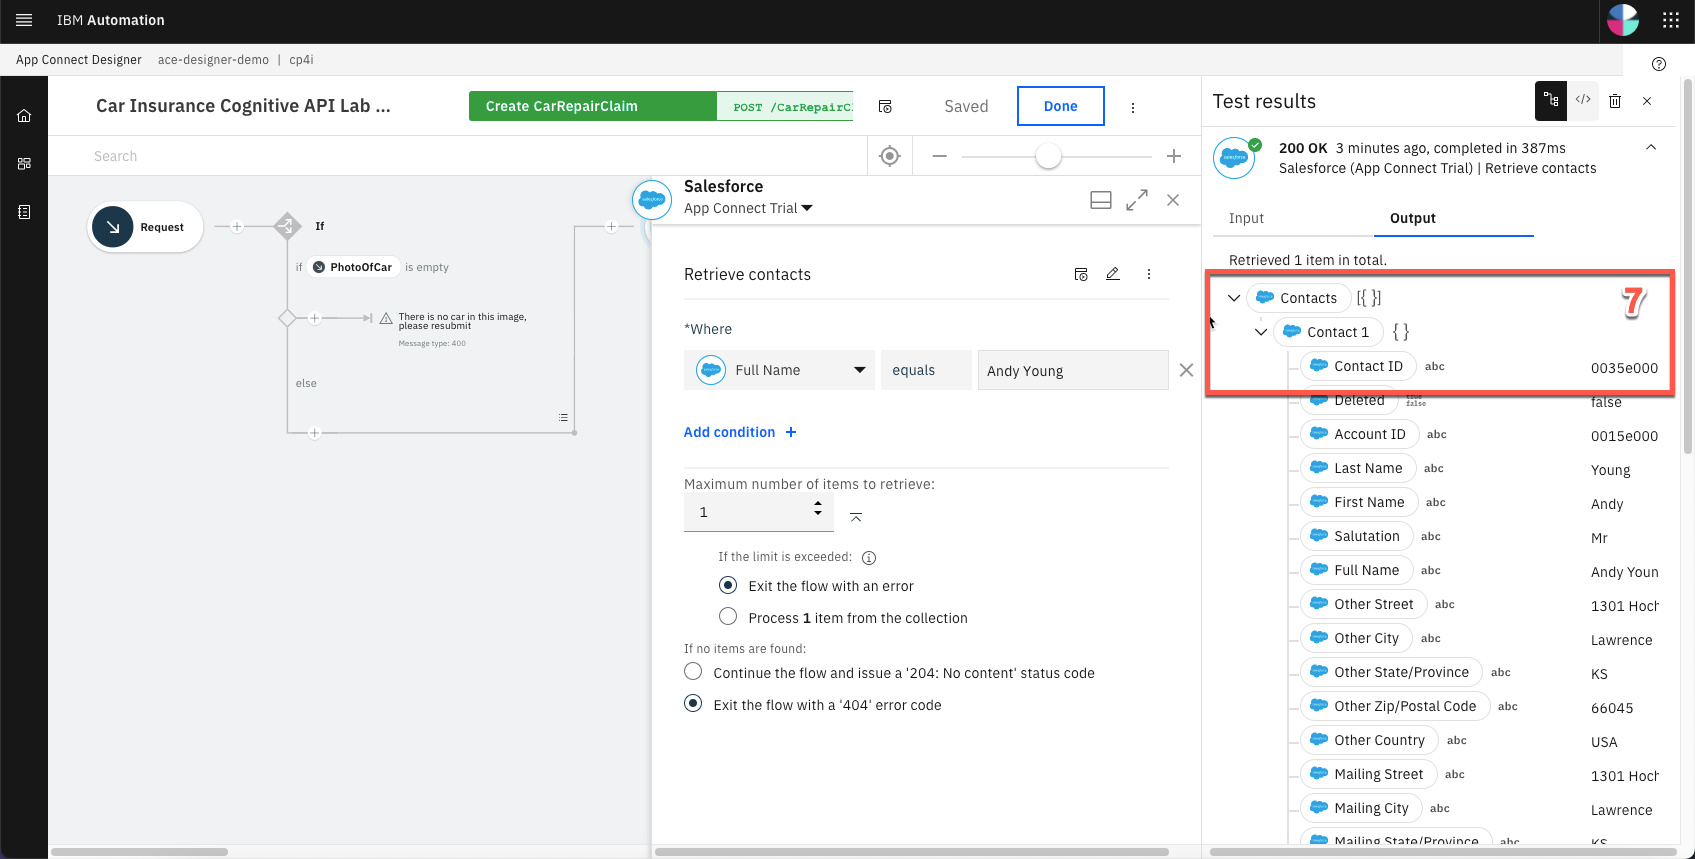 IBM Automation
App Connect Designer ace-designer-demo | cp4i
Car Insurance Cognitive API Lab ...
Create CarRepairClaim
POST /CarRepairC
Saved
Done
Search
Request
If
if PhotoOfCar is empty
There is no car in this image,
please resubmit
Message type: 400
else
Salesforce
App Connect Trial
Retrieve contacts
*Where
Full Name
equals
Andy Young
Add condition +
Maximum number of items to retrieve:
1
If the limit is exceeded:
Exit the flow with an error
Process 1 item from the collection
If no items are found:
Continue the flow and issue a '204: No content' status code
Exit the flow with a '404' error code
Test results
</>
200 OK 3 minutes ago, completed in 387ms
Salesforce (App Connect Trial) | Retrieve contacts
Input
Output
Retrieved 1 item in total.
7
Contacts [{ }]
Contact 1 { }
Contact ID abc 0035e000
Deleted true false false
Account ID abc 0015e000
Last Name abc Young
First Name abc Andy
Salutation abc Mr
Full Name abc Andy Youn
Other Street abc 1301 Hoch
Other City abc Lawrence
Other State/Province abc KS
Other Zip/Postal Code abc 66045
Other Country abc USA
Mailing Street abc 1301 Hoch
Mailing City abc Lawrence
Mailing State/Province abc KS